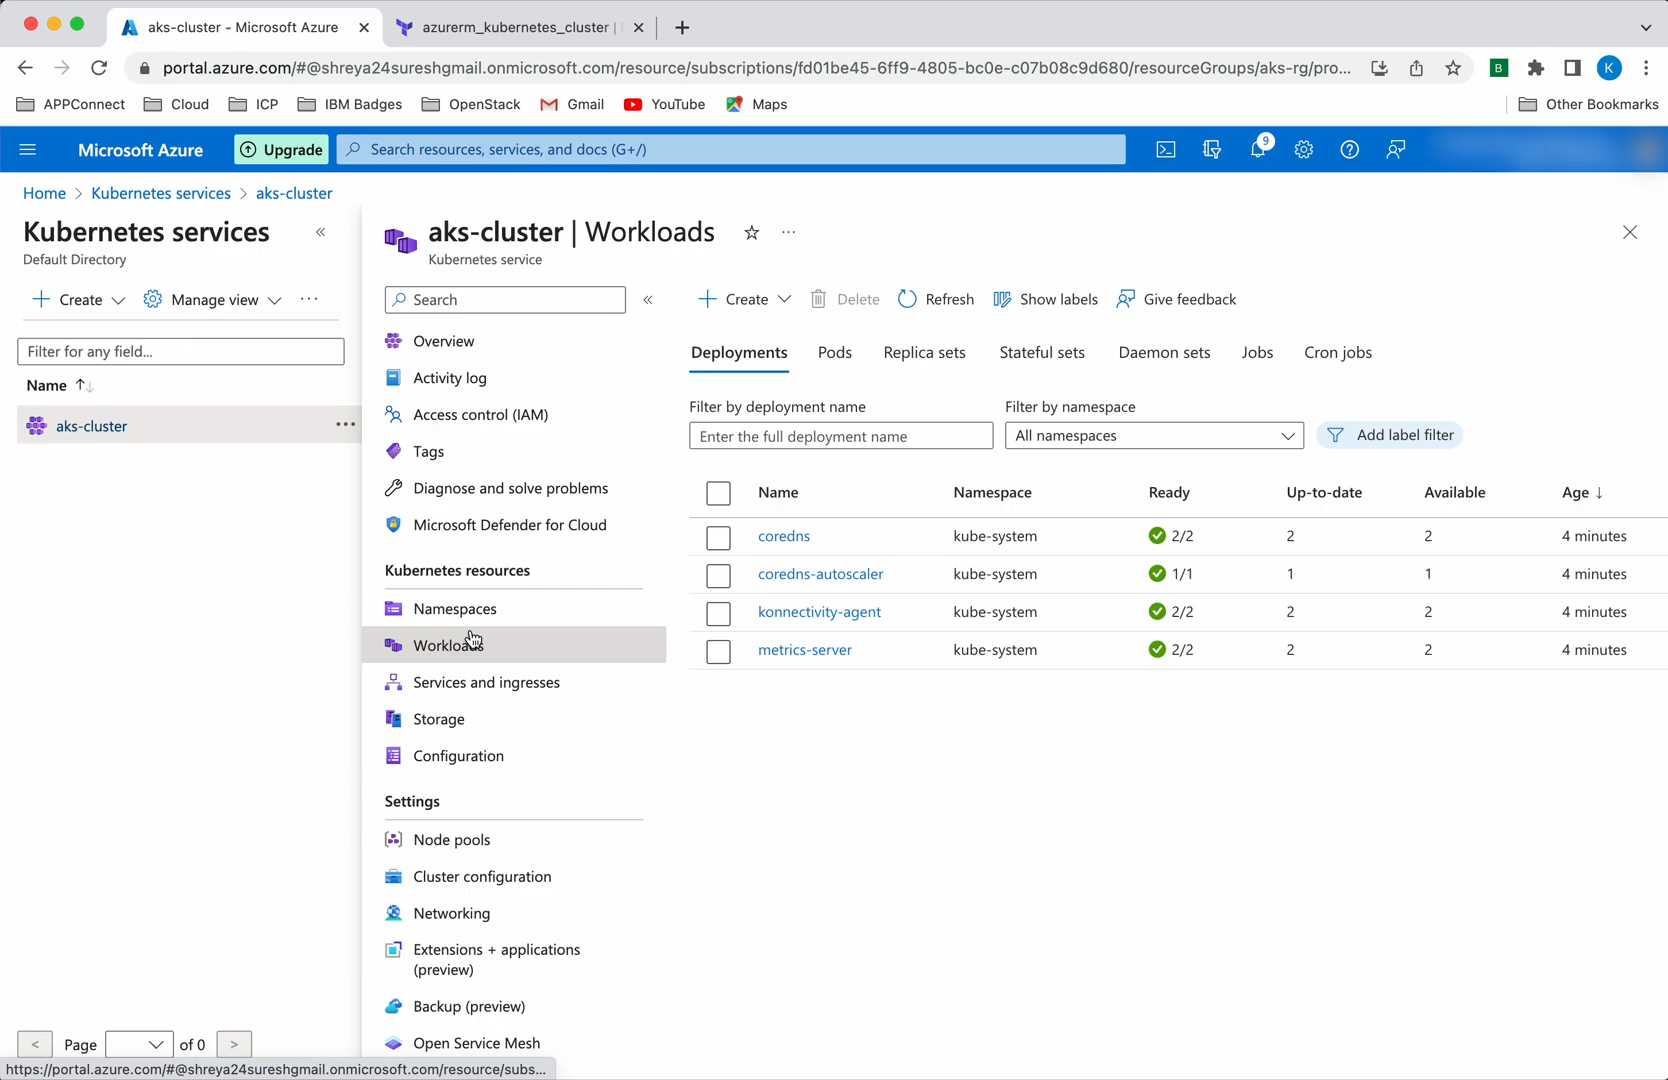 aks-cluster - Microsoft Azure
azurerm_kubernetes_cluster |
portal.azure.com/#@shreya24sureshgmail.onmicrosoft.com/resource/subscriptions/fd01be45-6ff9-4805-bc0e-c07b08c9d680/resourceGroups/aks-rg/pro...
B
K
APPConnect
Cloud
ICP
IBM Badges
OpenStack
Gmail
YouTube
Maps
Other Bookmarks
Microsoft Azure
Upgrade
Search resources, services, and docs (G+/)
9
Home > Kubernetes services > aks-cluster
Kubernetes services
«
Default Directory
aks-cluster | Workloads
...
Kubernetes service
Create
Manage view
...
Search
«
Create
Delete
Refresh
Show labels
Give feedback
Filter for any field...
Name ↑↓
aks-cluster
...
Overview
Activity log
Access control (IAM)
Tags
Diagnose and solve problems
Microsoft Defender for Cloud
Kubernetes resources
Namespaces
Workloads
Services and ingresses
Storage
Configuration
Settings
Node pools
Cluster configuration
Networking
Extensions + applications
(preview)
Backup (preview)
Open Service Mesh
Deployments Pods Replica sets Stateful sets Daemon sets Jobs Cron jobs
Filter by deployment name
Filter by namespace
Enter the full deployment name
All namespaces
Add label filter
Name Namespace Ready Up-to-date Available Age ↓
coredns kube-system 2/2 2 2 4 minutes
coredns-autoscaler kube-system 1/1 1 1 4 minutes
konnectivity-agent kube-system 2/2 2 2 4 minutes
metrics-server kube-system 2/2 2 2 4 minutes
< Page of 0 >
https://portal.azure.com/#@shreya24sureshgmail.onmicrosoft.com/resource/subs...